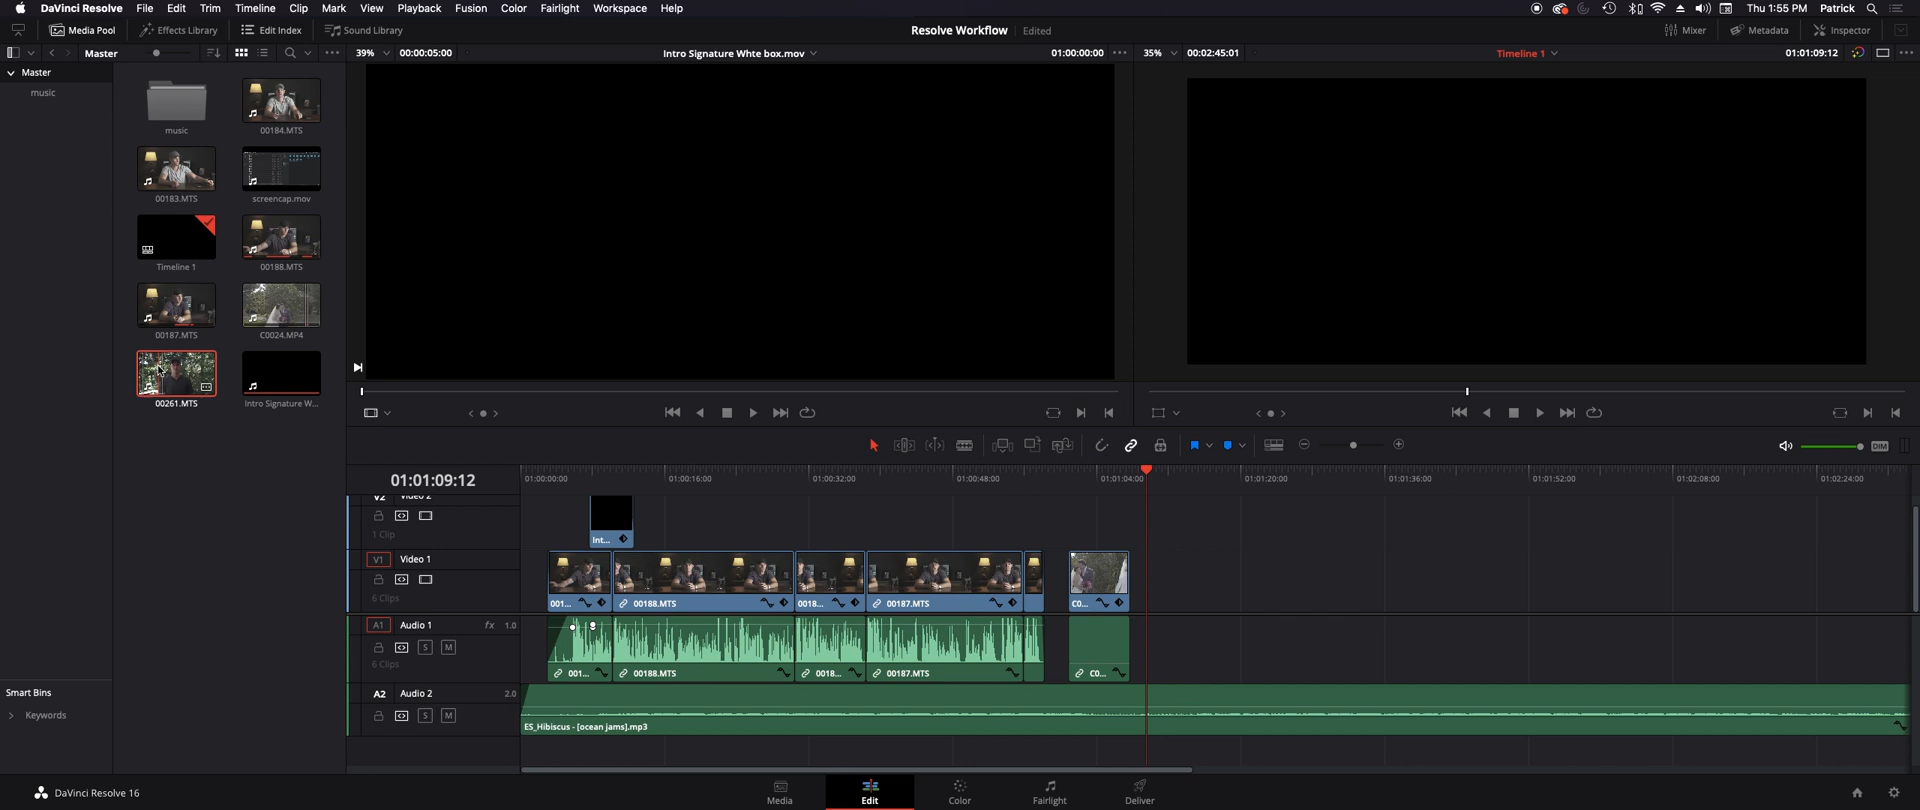 DaVinci Resolve File Edit Trim Timeline Clip Mark View Playback Fusion Color Fairlight Workspace Help Thu 1:55 PM Patrick
Media Pool Effects Library Edit Index Sound Library Resolve Workflow Edited Mixer Metadata Inspector
Master 39% 00:00:05:00 Intro Signature Whte box.mov 01:00:00:00 35% 00:02:45:01 Timeline 1 01:01:09:12
Master
music
music 00184.MTS
00183.MTS screencap.mov
Timeline 1 00188.MTS
00187.MTS C0024.MP4
00261.MTS Intro Signature W...
DIM
01:01:09:12 01:00:00:00 01:00:16:00 01:00:32:00 01:00:48:00 01:01:04:00 01:01:20:00 01:01:36:00 01:01:52:00 01:02:08:00 01:02:24:00
V2 Video 2
1 Clip
Int...
V1 Video 1
6 Clips
001... 00188.MTS 0018... 00187.MTS C0...
A1 Audio 1 fx 1.0
S M
6 Clips
001... 00188.MTS 0018... 00187.MTS C0...
A2 Audio 2 2.0
S M
ES_Hibiscus - [ocean jams].mp3
Smart Bins
Keywords
DaVinci Resolve 16
Media Edit Color Fairlight Deliver